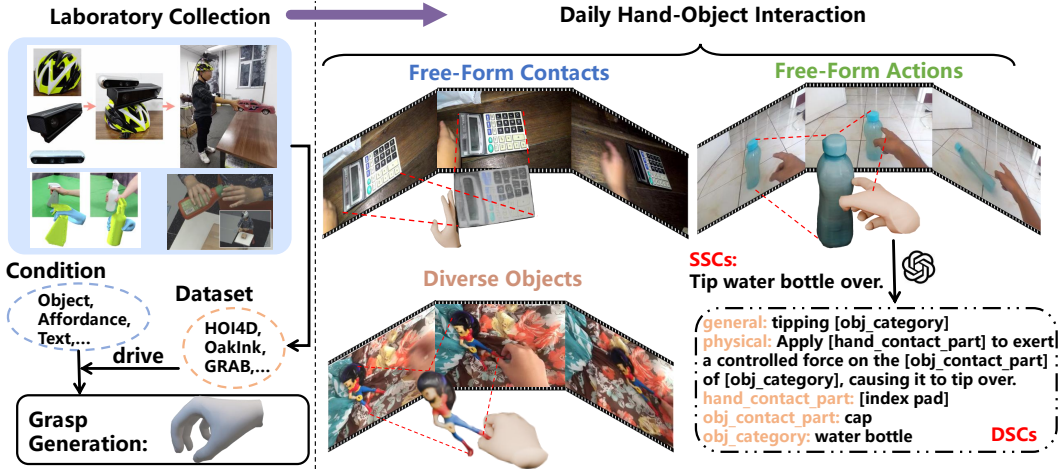 Laboratory Collection
Condition
Object,
Affordance,
Text,...
Dataset
HOI4D,
OakInk,
GRAB,...
drive
Grasp
Generation:
Daily Hand-Object Interaction
Free-Form Contacts
Free-Form Actions
Diverse Objects
SSCs:
Tip water bottle over.
general: tipping [obj_category]
physical: Apply [hand_contact_part] to exert
a controlled force on the [obj_contact_part]
of [obj_category], causing it to tip over.
hand_contact_part: [index pad]
obj_contact_part: cap
obj_category: water bottle
DSCs